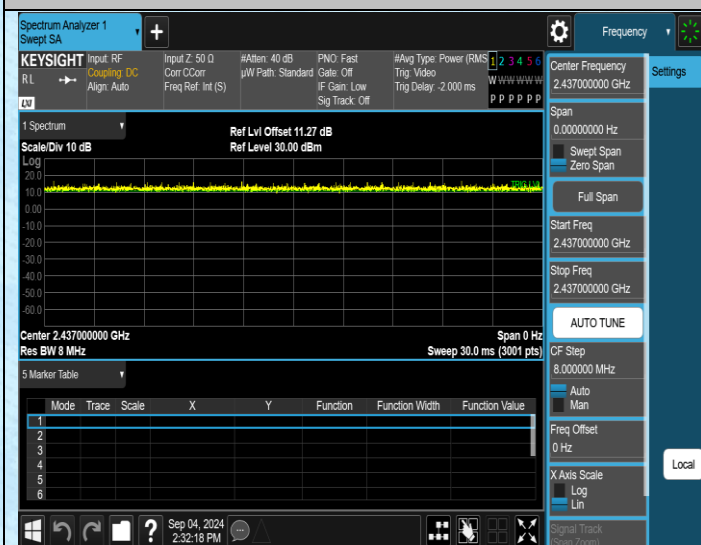 Spectrum Analyzer 1
Swept SA
Frequency
KEYSIGHT
RL
LXI
Input: RF
Coupling: DC
Align: Auto
Input Z: 50 Ω
Corr CCorr
Freq Ref: Int (S)
#Atten: 40 dB
µW Path: Standard
PNO: Fast
Gate: Off
IF Gain: Low
Sig Track: Off
#Avg Type: Power (RMS
Trig: Video
Trig Delay: -2.000 ms
1 2 3 4 5 6
W W W W W W
P P P P P P
1 Spectrum
Scale/Div 10 dB
Ref Lvl Offset 11.27 dB
Ref Level 30.00 dBm
Log
20.0
10.0
0.00
-10.0
-20.0
-30.0
-40.0
-50.0
-60.0
TRIG LVL
Center 2.437000000 GHz
Res BW 8 MHz
Span 0 Hz
Sweep 30.0 ms (3001 pts)
5 Marker Table
Mode Trace Scale X Y Function Function Width Function Value
1
2
3
4
5
6
Sep 04, 2024
2:32:18 PM
Center Frequency
2.437000000 GHz
Span
0.00000000 Hz
Swept Span
Zero Span
Full Span
Start Freq
2.437000000 GHz
Stop Freq
2.437000000 GHz
AUTO TUNE
CF Step
8.000000 MHz
Auto
Man
Freq Offset
0 Hz
X Axis Scale
Log
Lin
Signal Track
(Span Zoom)
Settings
Local